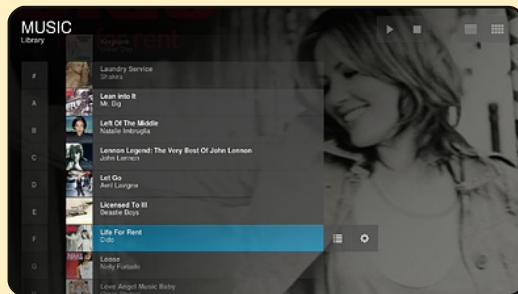 MUSIC
Library
#
Laundry Service
Shakira
A
Lean into It
Mr. Big
B
Left Of The Middle
Natalie Imbruglia
C
Lennon Legend: The Very Best Of John Lennon
John Lennon
D
Let Go
Avril Lavigne
E
Licensed To Ill
Beastie Boys
F
Life For Rent
Dido
G
Loose
Nelly Furtado
Love Angel Music Baby